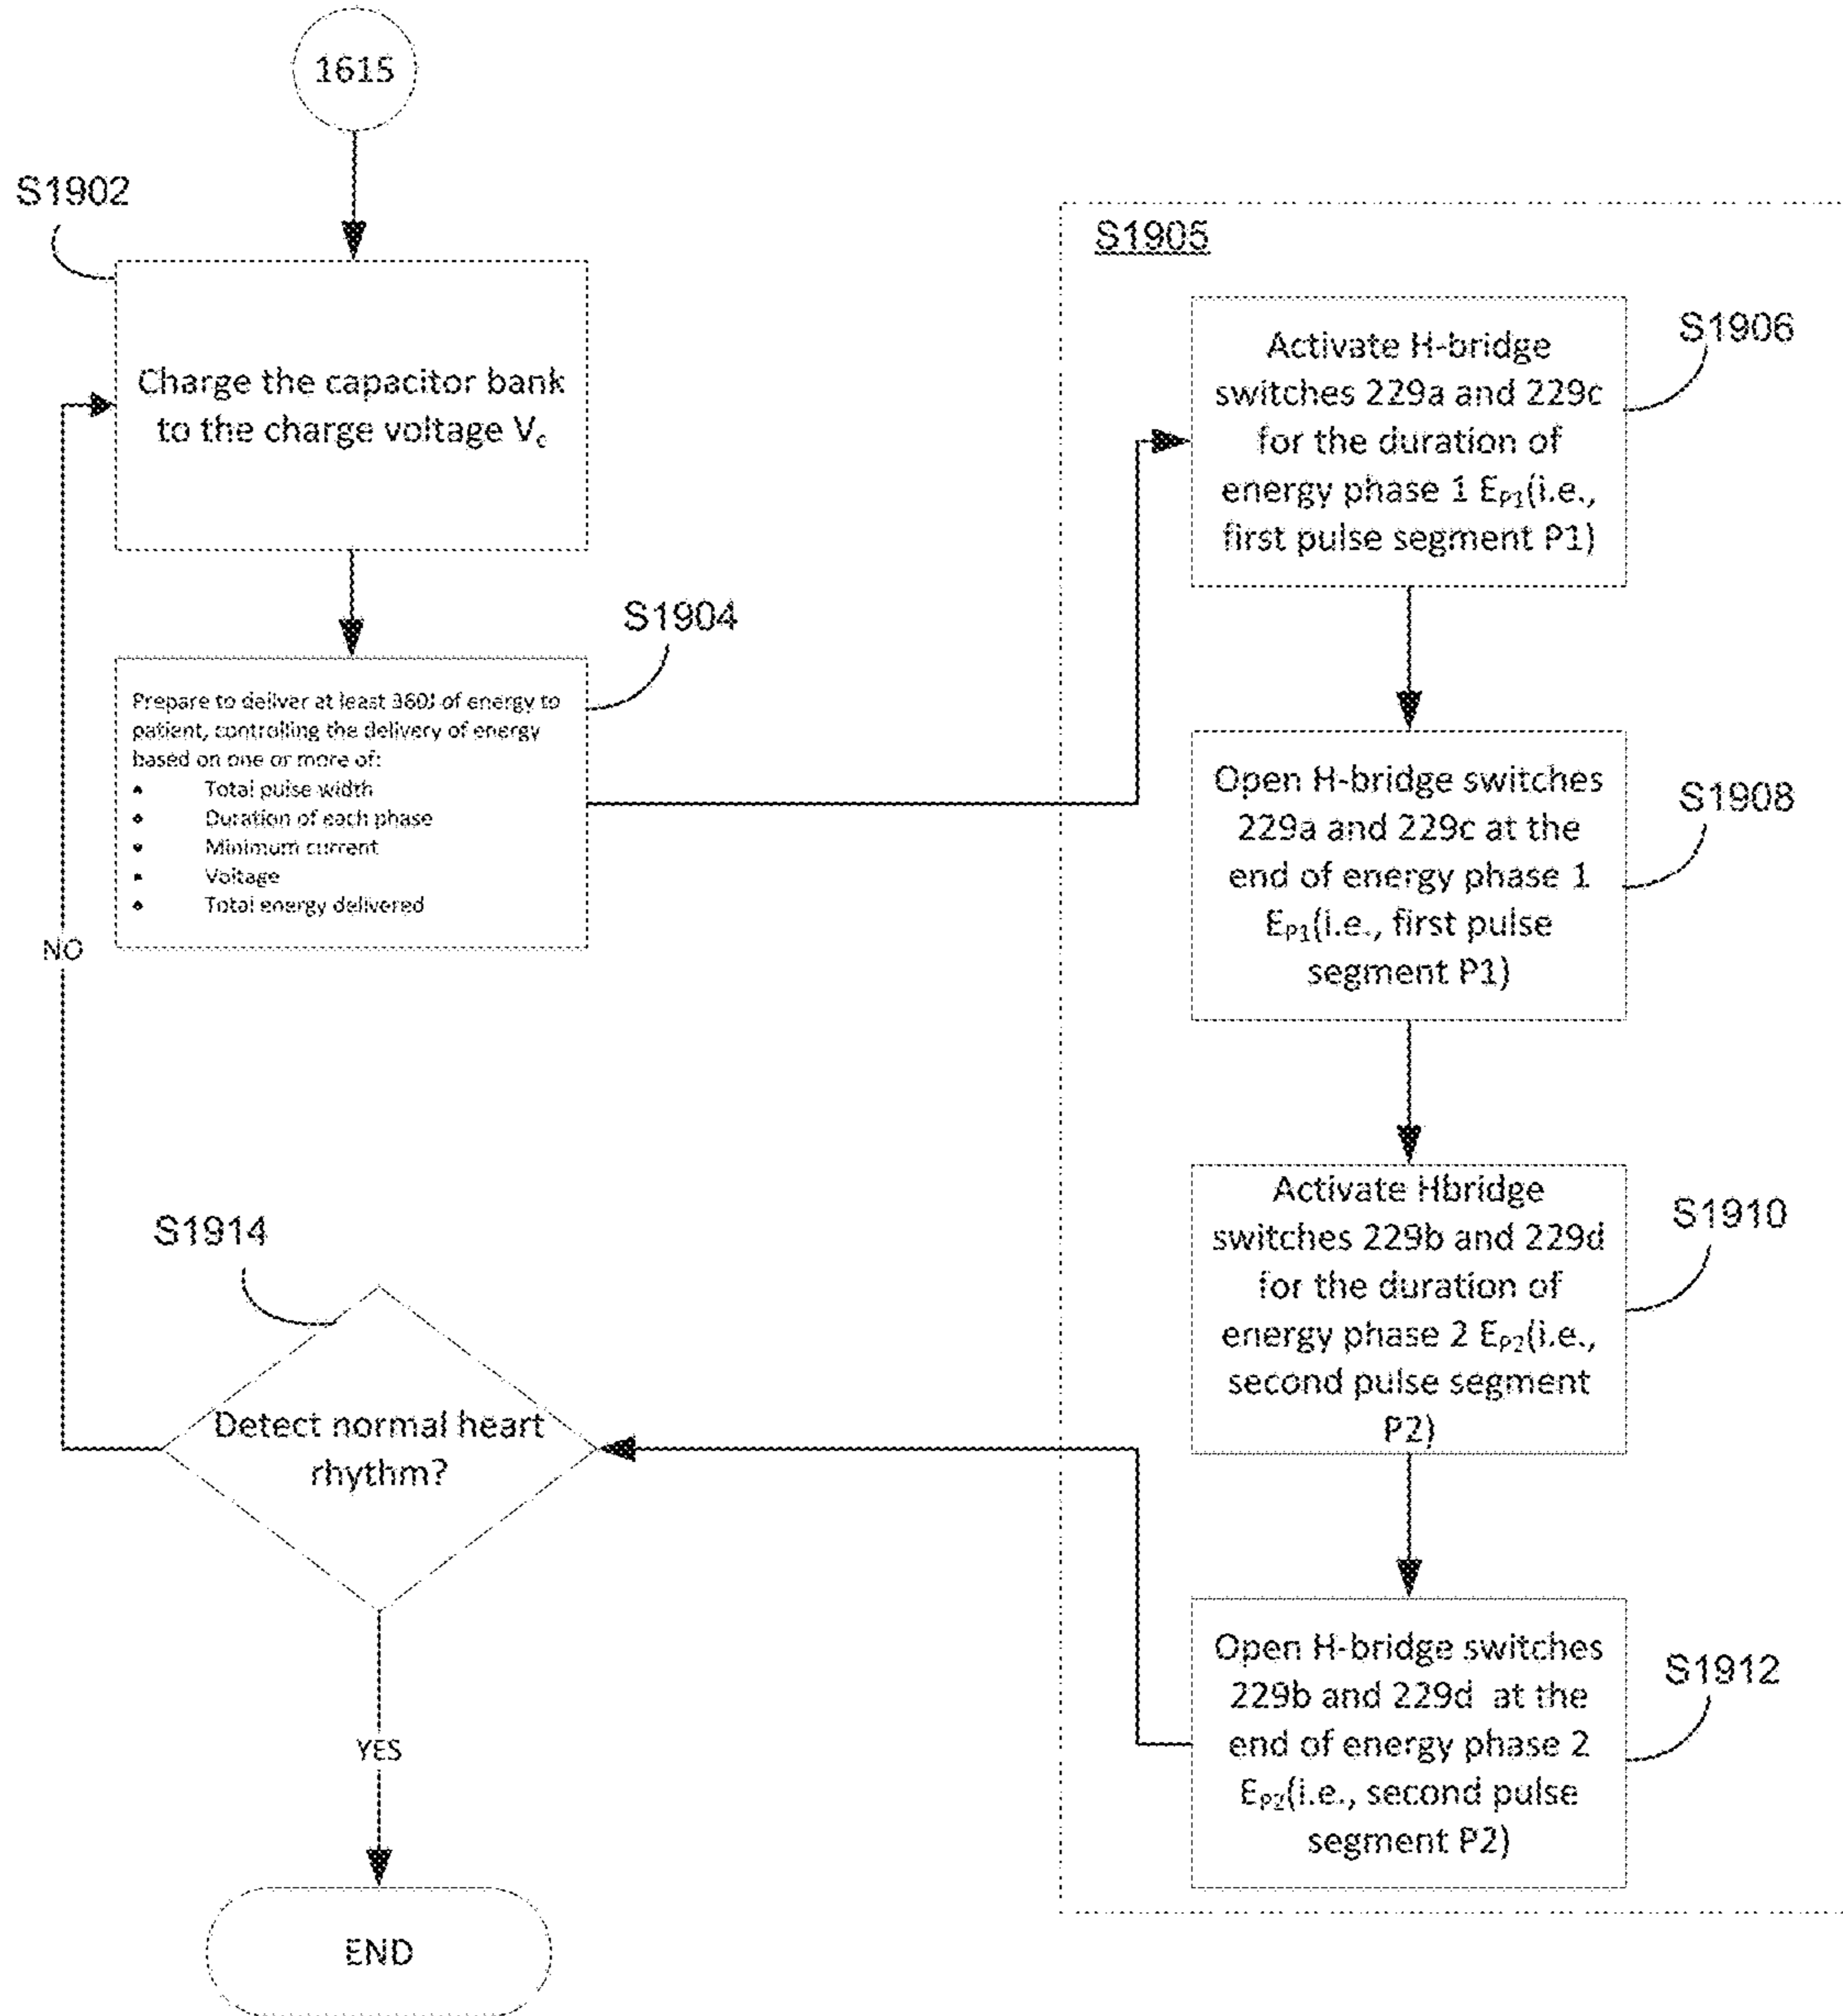 1615
S1902
Charge the capacitor bank
to the charge voltage Vc
S1904
Prepare to deliver at least 360J of energy to
patient, controlling the delivery of energy
based on one or more of:
• Total pulse width
• Duration of each phase
• Minimum current
• Voltage
• Total energy delivered
S1905
S1906
Activate H-bridge
switches 229a and 229c
for the duration of
energy phase 1 EP1(i.e.,
first pulse segment P1)
S1908
Open H-bridge switches
229a and 229c at the
end of energy phase 1
EP1(i.e., first pulse
segment P1)
S1910
Activate Hbridge
switches 229b and 229d
for the duration of
energy phase 2 EP2(i.e.,
second pulse segment
P2)
S1912
Open H-bridge switches
229b and 229d at the
end of energy phase 2
EP2(i.e., second pulse
segment P2)
S1914
Detect normal heart
rhythm?
NO
YES
END